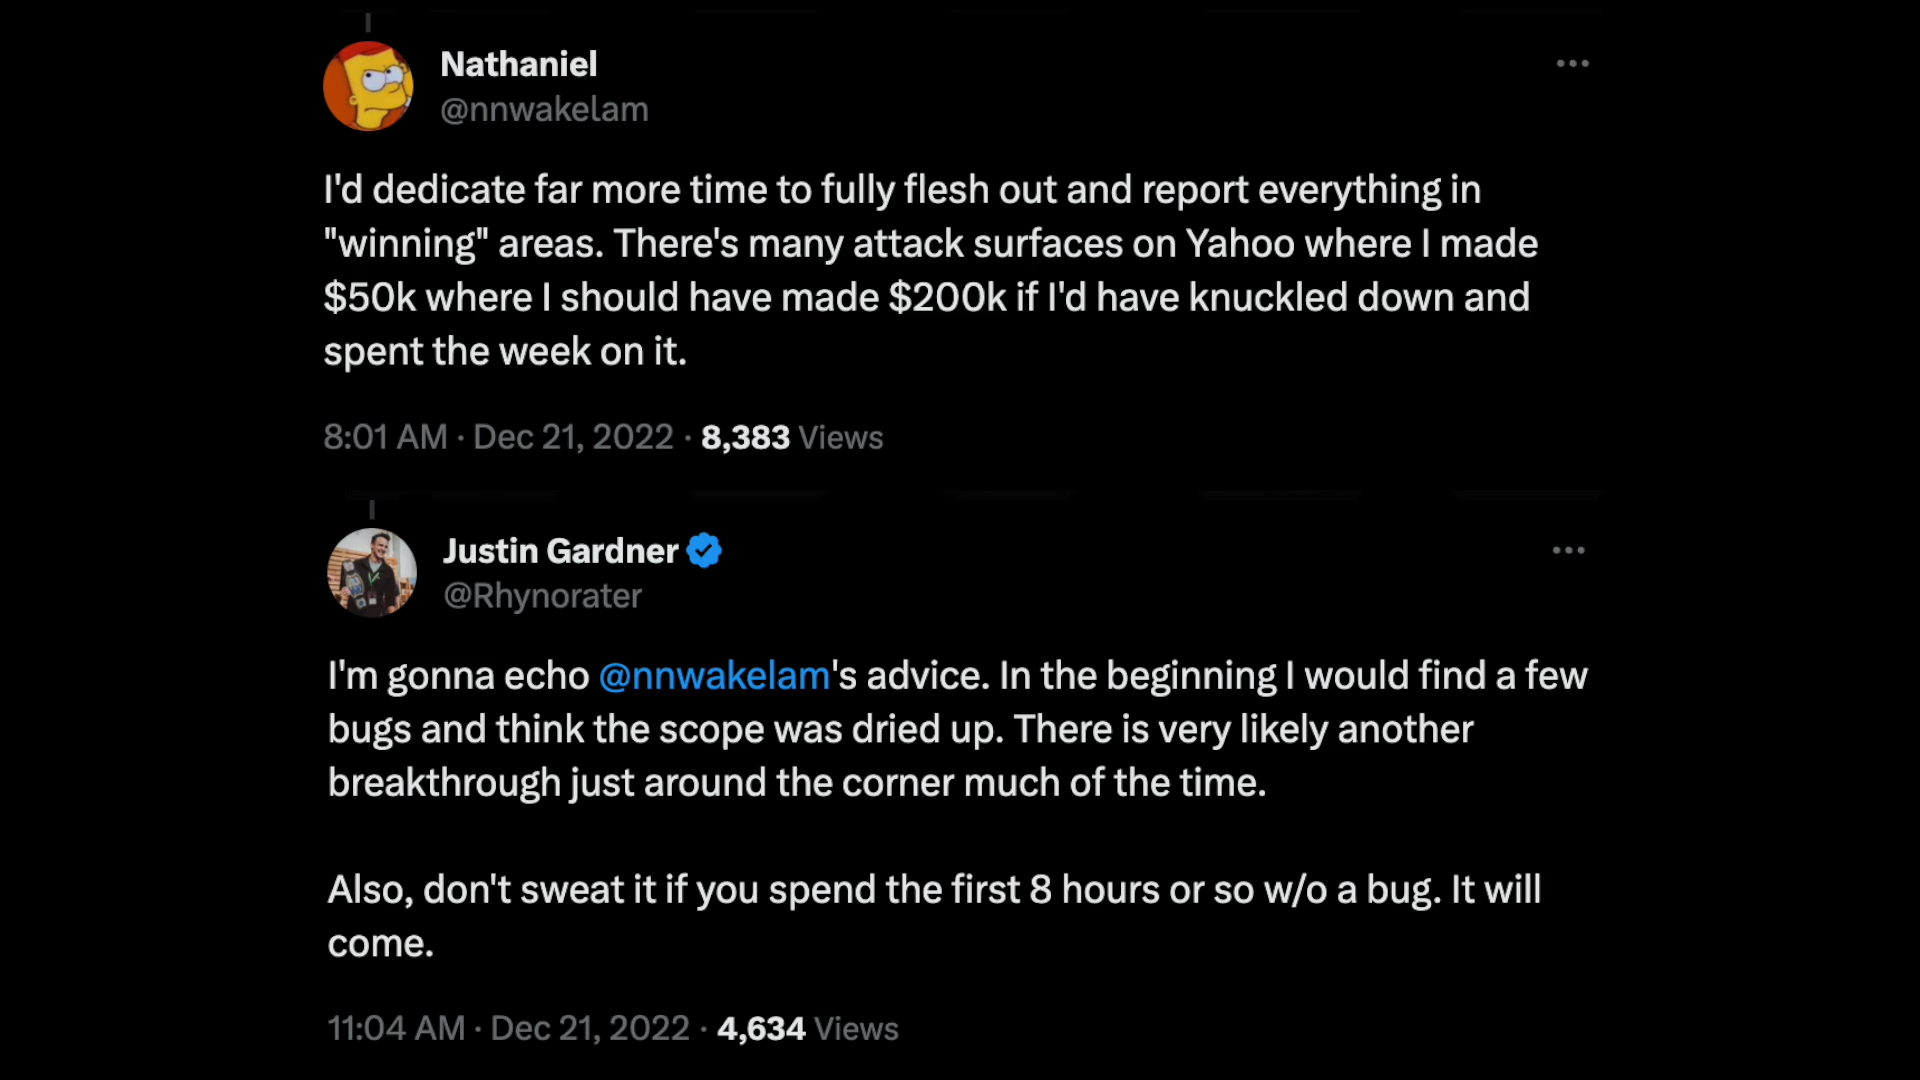 Nathaniel
@nnwakelam
I'd dedicate far more time to fully flesh out and report everything in
"winning" areas. There's many attack surfaces on Yahoo where I made
$50k where I should have made $200k if I'd have knuckled down and
spent the week on it.
8:01 AM · Dec 21, 2022 · 8,383 Views
Justin Gardner
@Rhynorater
I'm gonna echo @nnwakelam's advice. In the beginning I would find a few
bugs and think the scope was dried up. There is very likely another
breakthrough just around the corner much of the time.
Also, don't sweat it if you spend the first 8 hours or so w/o a bug. It will
come.
11:04 AM · Dec 21, 2022 · 4,634 Views